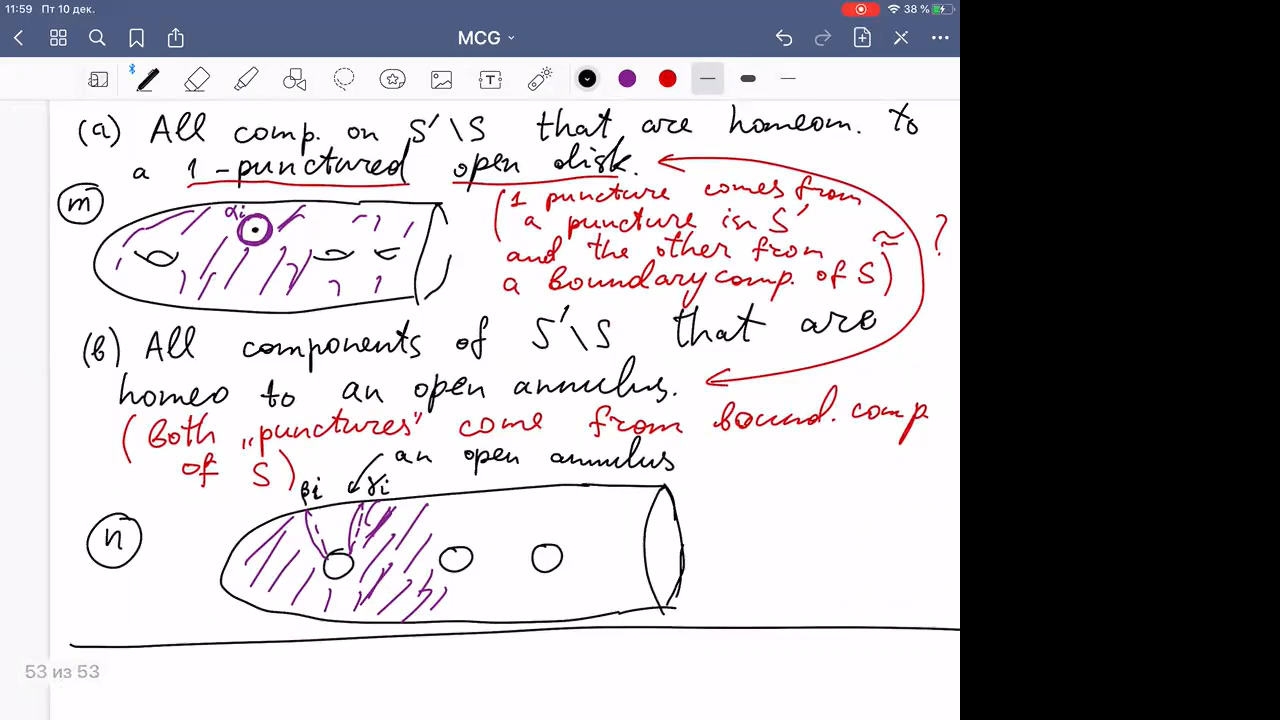 11:59 Пт 10 дек.
38 %
MCG
(a) All comp. on S' \ S that are homeom. to
a 1-punctured open disk.
m
αi
(1 puncture comes from
a puncture in S'
and the other from
a boundary comp. of S)
≈ ?
(b) All components of S' \ S that are
homeo to an open annulus.
(Both „punctures" come from bound. comp
of S)
an open annulus
βi γi
n
53 из 53